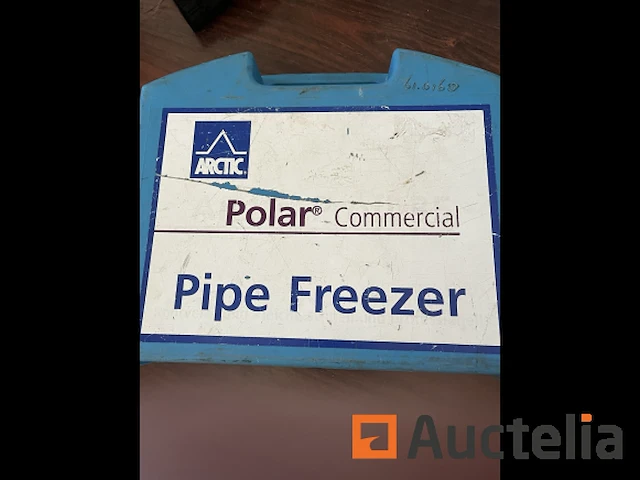 ARCTIC®
Polar® Commercial
Pipe Freezer
Auctelia